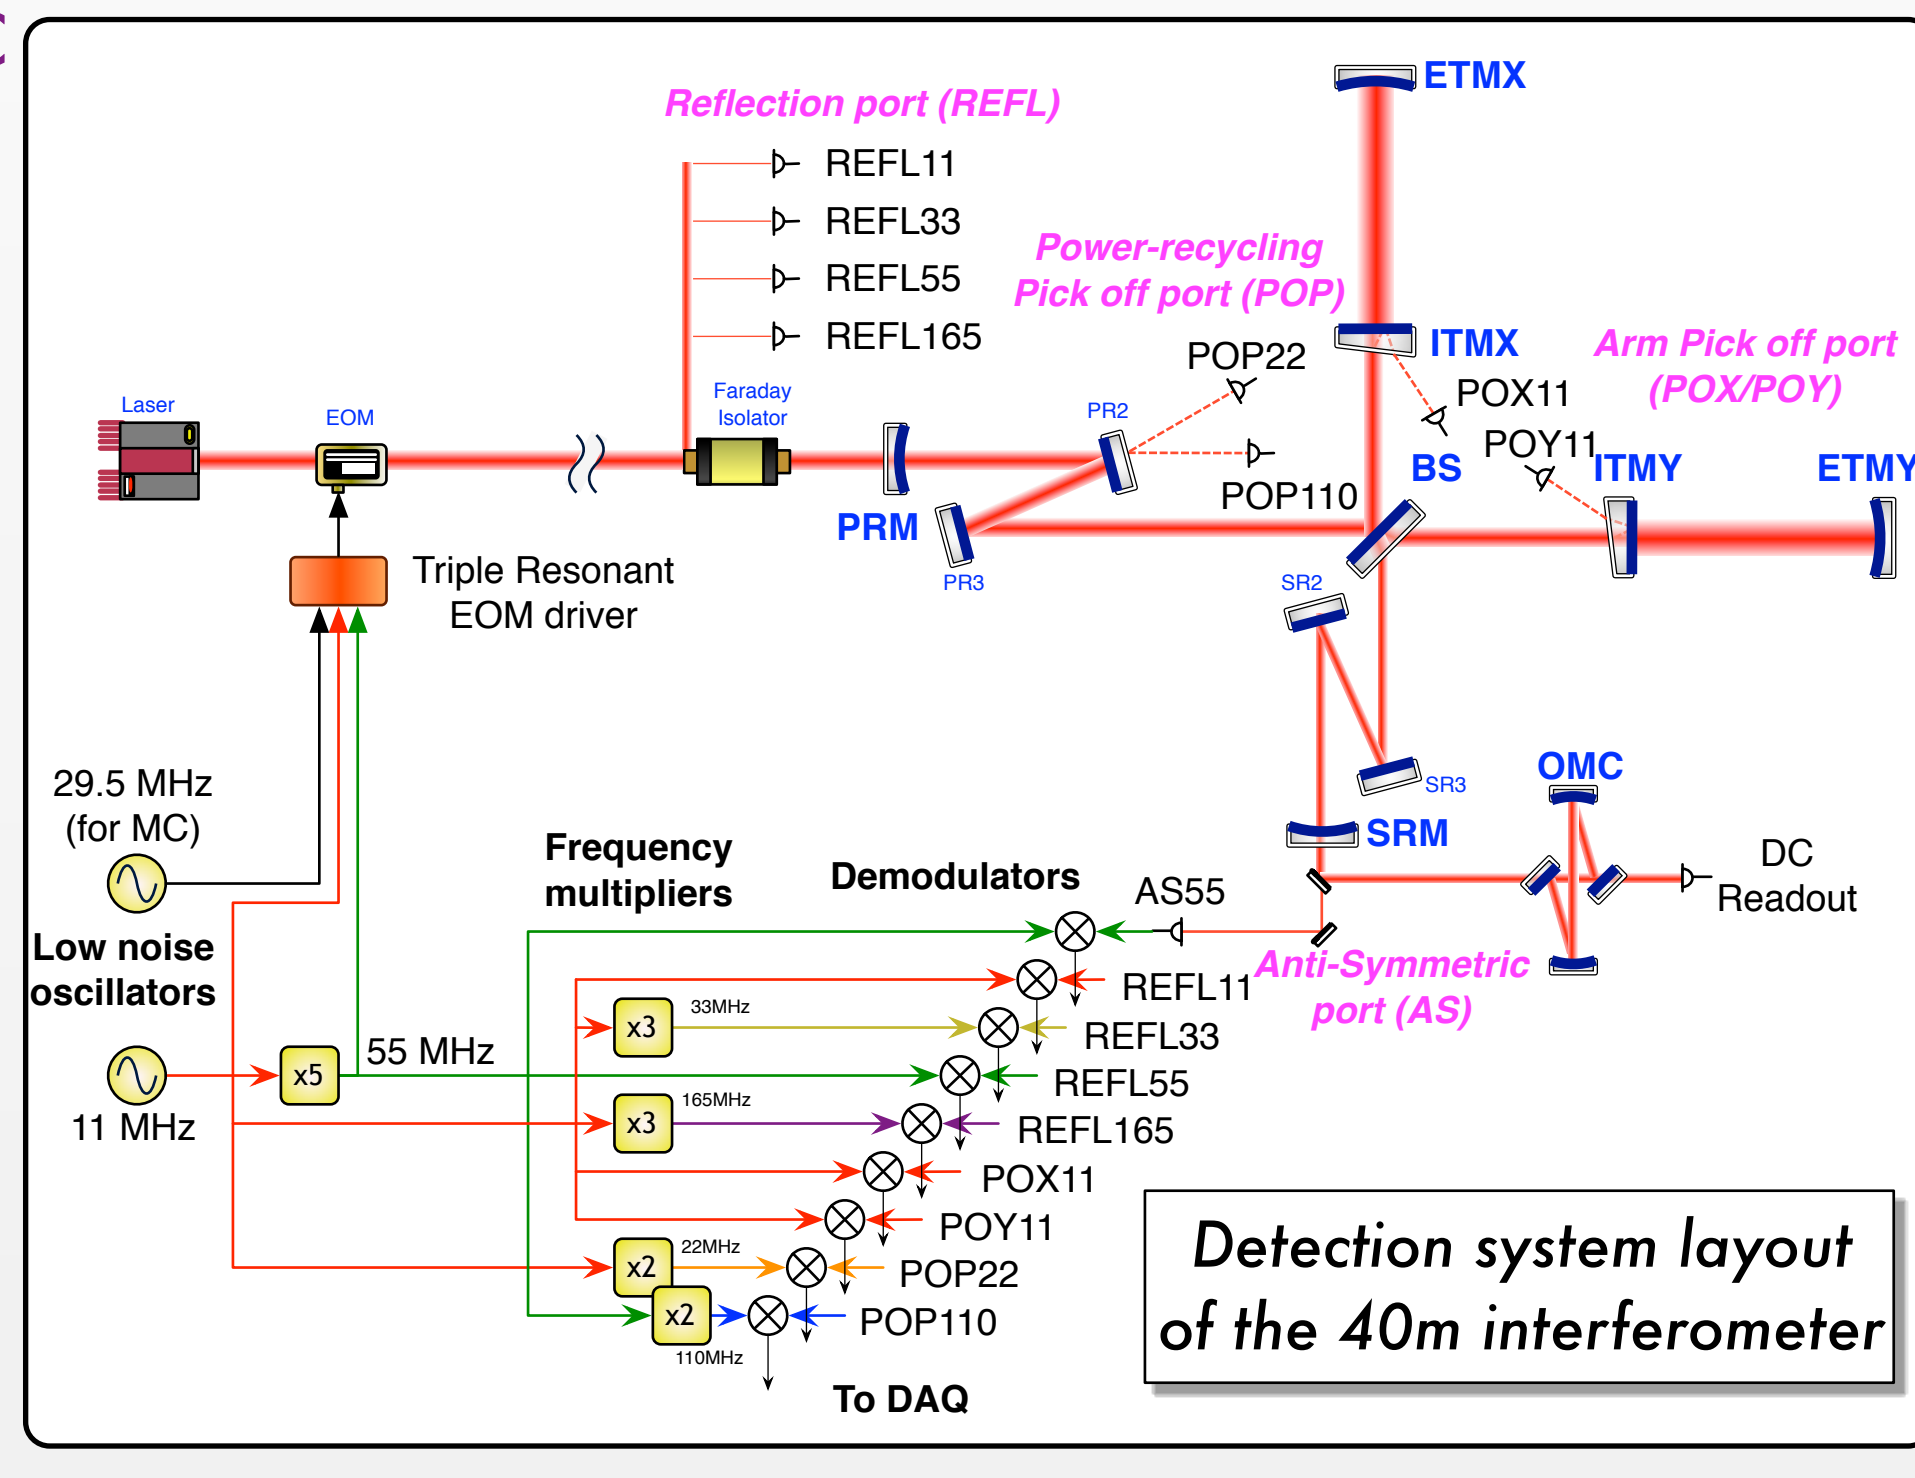 ETMX
Reflection port (REFL)
REFL11
REFL33
REFL55
REFL165
Power-recycling
Pick off port (POP)
POP22
ITMX
Arm Pick off port
(POX/POY)
POX11
POY11
Laser
EOM
Faraday
Isolator
PR2
BS
ITMY
ETMY
POP110
PRM
PR3
Triple Resonant
EOM driver
SR2
SR3
OMC
SRM
29.5 MHz
(for MC)
Frequency
multipliers
Demodulators
AS55
DC
Readout
Low noise
oscillators
Anti-Symmetric
port (AS)
REFL11
x3
33MHz
REFL33
x5
55 MHz
REFL55
11 MHz
x3
165MHz
REFL165
POX11
POY11
x2
22MHz
POP22
x2
110MHz
POP110
To DAQ
Detection system layout
of the 40m interferometer